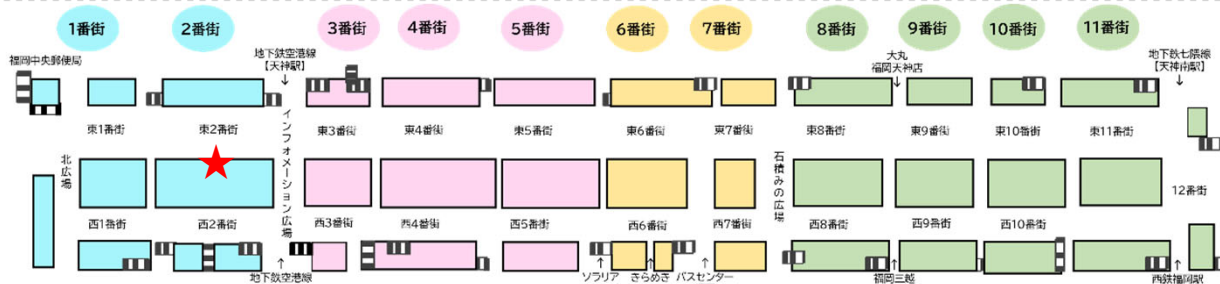 1番街
2番街
3番街
4番街
5番街
6番街
7番街
8番街
9番街
10番街
11番街
福岡中央郵便局
地下鉄空港線
【天神駅】
↓
大丸
福岡天神店
↓
地下鉄七隈線
【天神南駅】
↓
東1番街
東2番街
東3番街
東4番街
東5番街
東6番街
東7番街
東8番街
東9番街
東10番街
東11番街
北広場
インフォメーション広場
石積みの広場
12番街
西1番街
西2番街
西3番街
西4番街
西5番街
西6番街
西7番街
西8番街
西9番街
西10番街
↑
地下鉄空港線
↑
ソラリア
↑
きらめき
↑
バスセンター
↑
福岡三越
↑
西鉄福岡駅